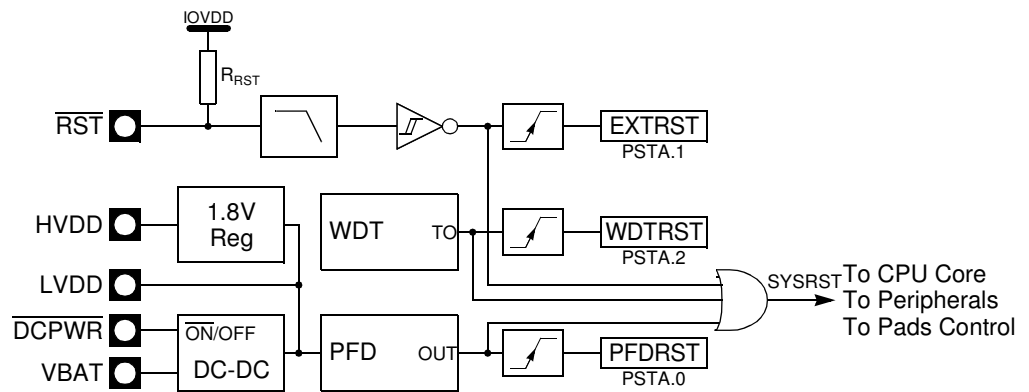 IOVDD
RRST
RST
EXTRST
PSTA.1
HVDD
1.8V
Reg
WDT
TO
WDTRST
PSTA.2
LVDD
SYSRST
To CPU Core
To Peripherals
To Pads Control
DCPWR
ON/OFF
DC-DC
VBAT
PFD
OUT
PFDRST
PSTA.0